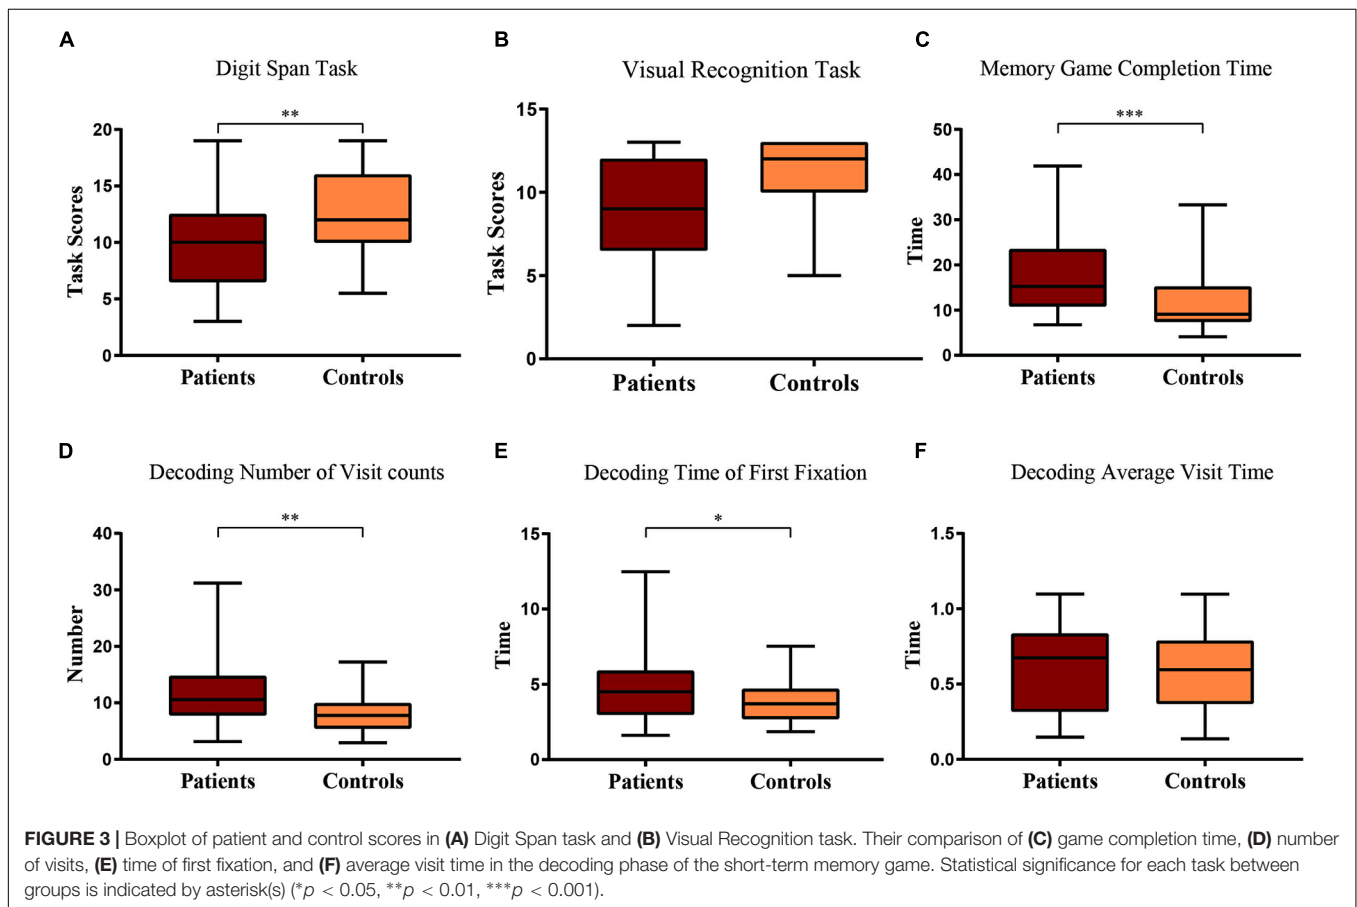 A
Digit Span Task
**
Task Scores
20
15
10
5
0
Patients Controls
B
Visual Recognition Task
Task Scores
15
10
5
0
Patients Controls
C
Memory Game Completion Time
***
Time
50
40
30
20
10
0
Patients Controls
D
Decoding Number of Visit counts
**
Number
40
30
20
10
0
Patients Controls
E
Decoding Time of First Fixation
*
Time
15
10
5
0
Patients Controls
F
Decoding Average Visit Time
Time
1.5
1.0
0.5
0.0
Patients Controls
FIGURE 3 | Boxplot of patient and control scores in (A) Digit Span task and (B) Visual Recognition task. Their comparison of (C) game completion time, (D) number
of visits, (E) time of first fixation, and (F) average visit time in the decoding phase of the short-term memory game. Statistical significance for each task between
groups is indicated by asterisk(s) (*p < 0.05, **p < 0.01, ***p < 0.001).